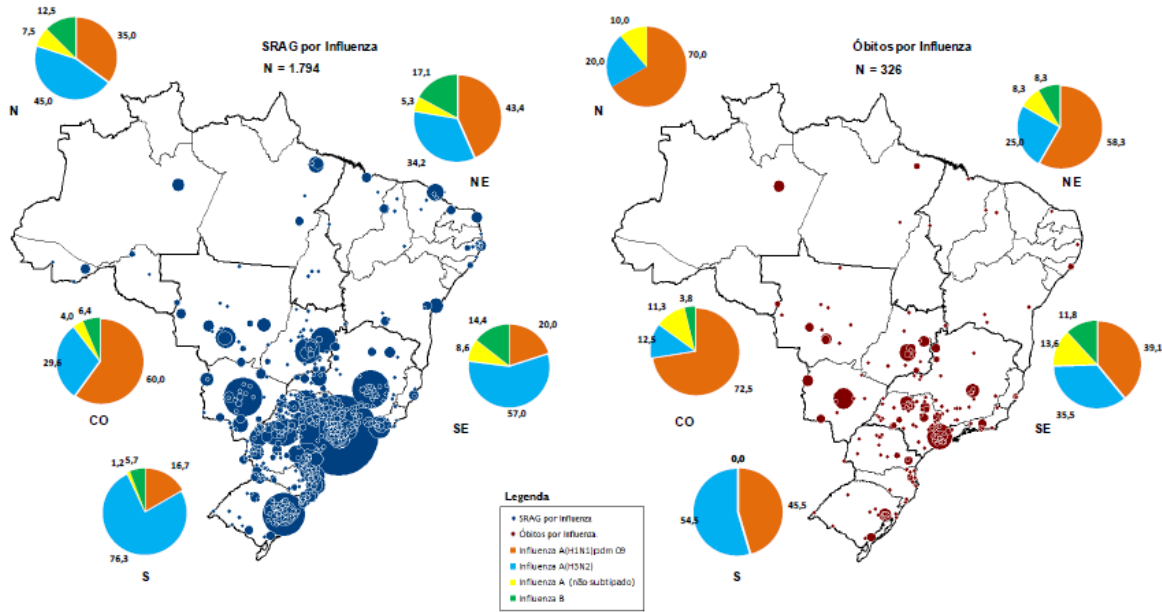 SRAG por Influenza
N = 1.794
12,5
7,5
35,0
45,0
N
17,1
5,3
43,4
34,2
NE
6,4
4,0
29,6
60,0
CO
14,4
8,6
20,0
57,0
SE
1,2
5,7
16,7
76,3
S
Óbitos por Influenza
N = 326
10,0
20,0
70,0
N
8,3
8,3
25,0
58,3
NE
11,3
3,8
12,5
72,5
CO
11,8
13,6
39,1
35,5
SE
0,0
54,5
45,5
S
Legenda
SRAG por Influenza
Óbitos por Influenza
Influenza A(H1N1)pdm 09
Influenza A(H3N2)
Influenza A (não subtipado)
Influenza B